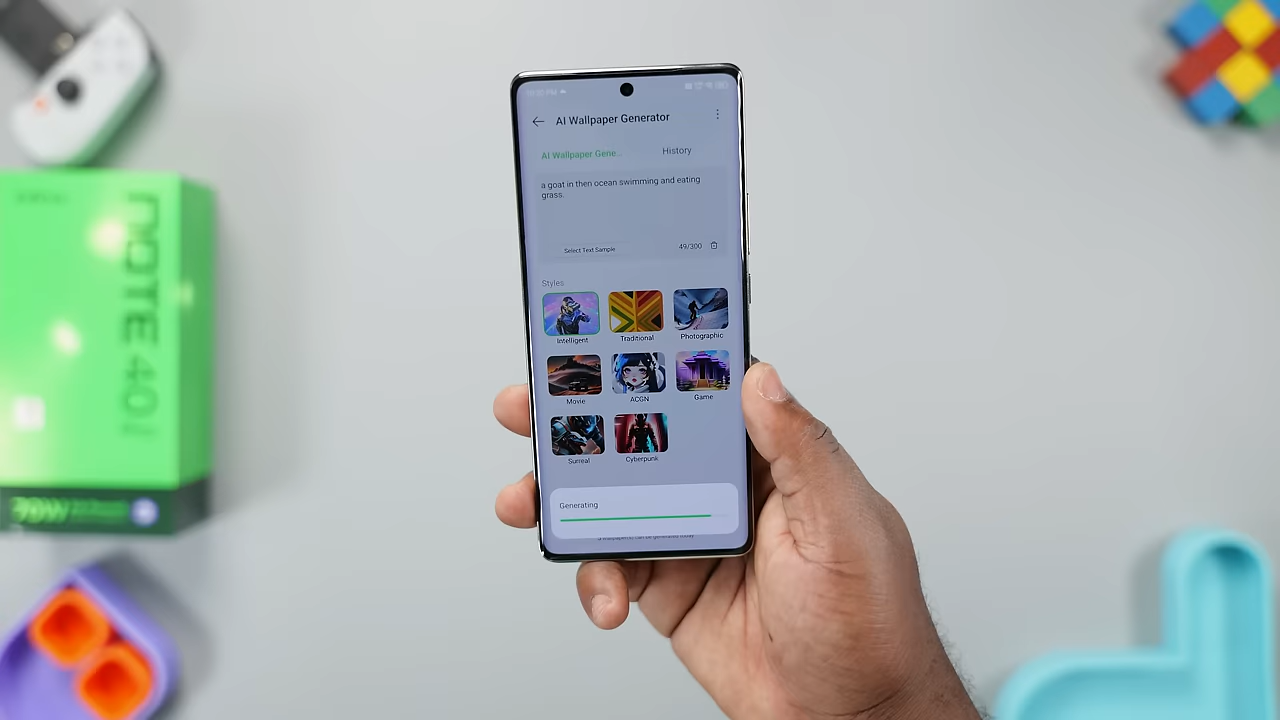 AI Wallpaper Generator
AI Wallpaper Gene..
History
a goat in then ocean swimming and eating
grass.
Select Text Sample
49/300
Styles
Intelligent
Traditional
Photographic
Movie
ACGN
Game
Surreal
Cyberpunk
Generating
NOTE 40
70W